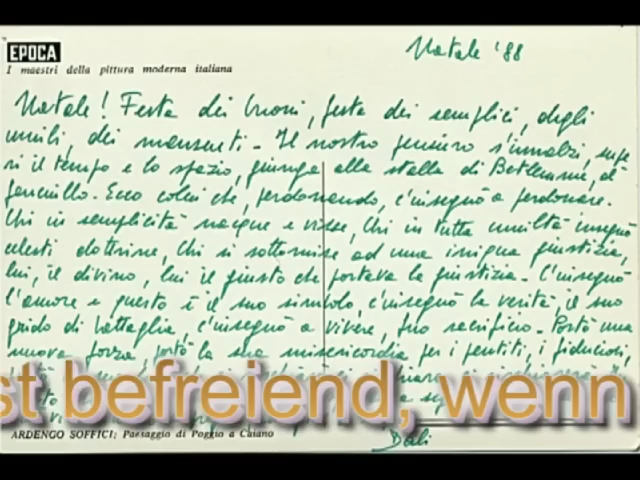 EPOCA
I maestri della pittura moderna italiana
Natale '88
Natale! Festa dei buoni, festa dei semplici, degli
umili, dei mansueti - Il nostro pensiero s'innalzi, supe
ri il tempo e lo spazio, giunga alla stalla di Betlemme, al
fanciullo. Ecco colui che, perdonando, c'insegnò a perdonare.
Chi in semplicità nacque e visse, Chi in tutta umiltà insegnò
celesti dottrine, Chi si sottomise ad una iniqua giustizia,
lui, il divino, lui il giusto che portava la giustizia. C'insegnò
l'amore e questo è il suo simbolo, c'insegnò la verità, il suo
grido di battaglia, c'insegnò a vivere, suo sacrificio. Portò una
nuova forza, portò la sua misericordia per i pentiti, i fiduciosi,
st befreiend, wenn
ARDENGO SOFFICI: Paesaggio di Poggio a Caiano